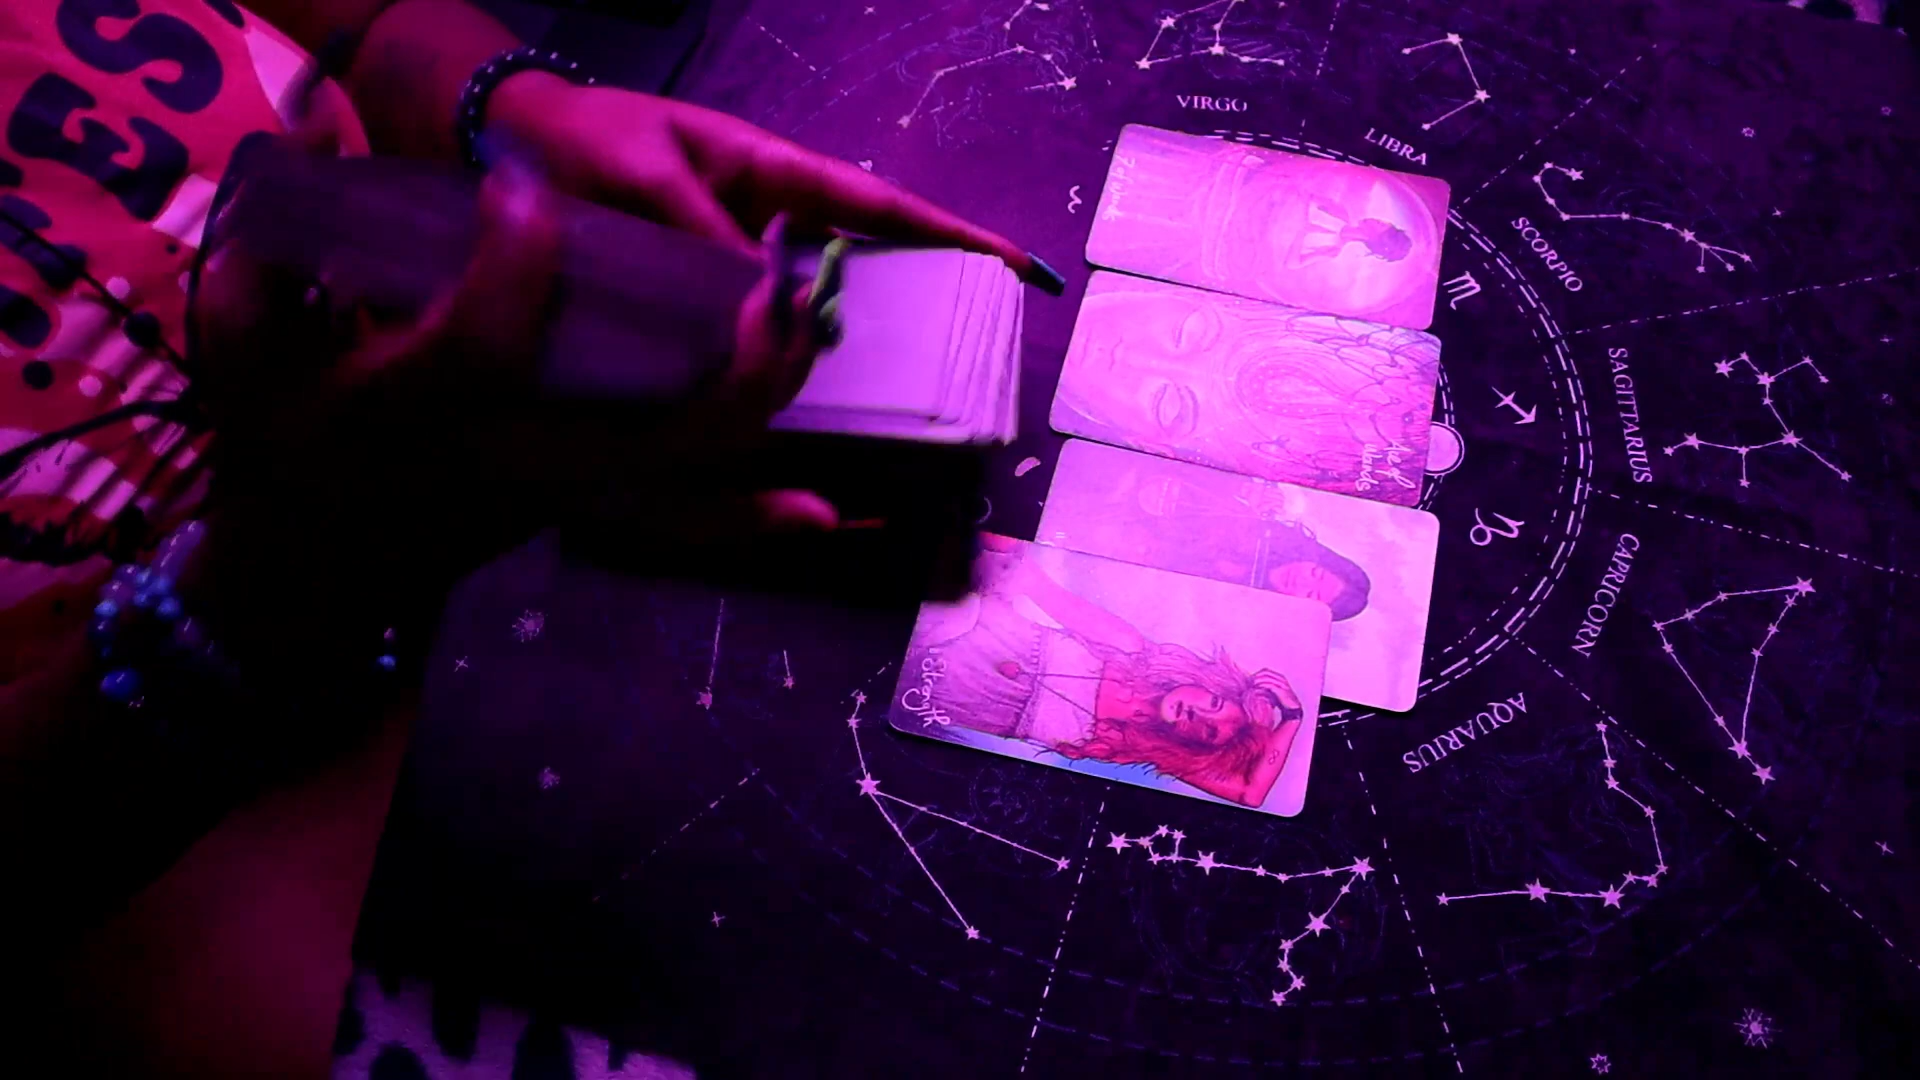 VIRGO
LIBRA
SCORPIO
SAGITTARIUS
CAPRICORN
AQUARIUS
Ace of
Wands
Strength